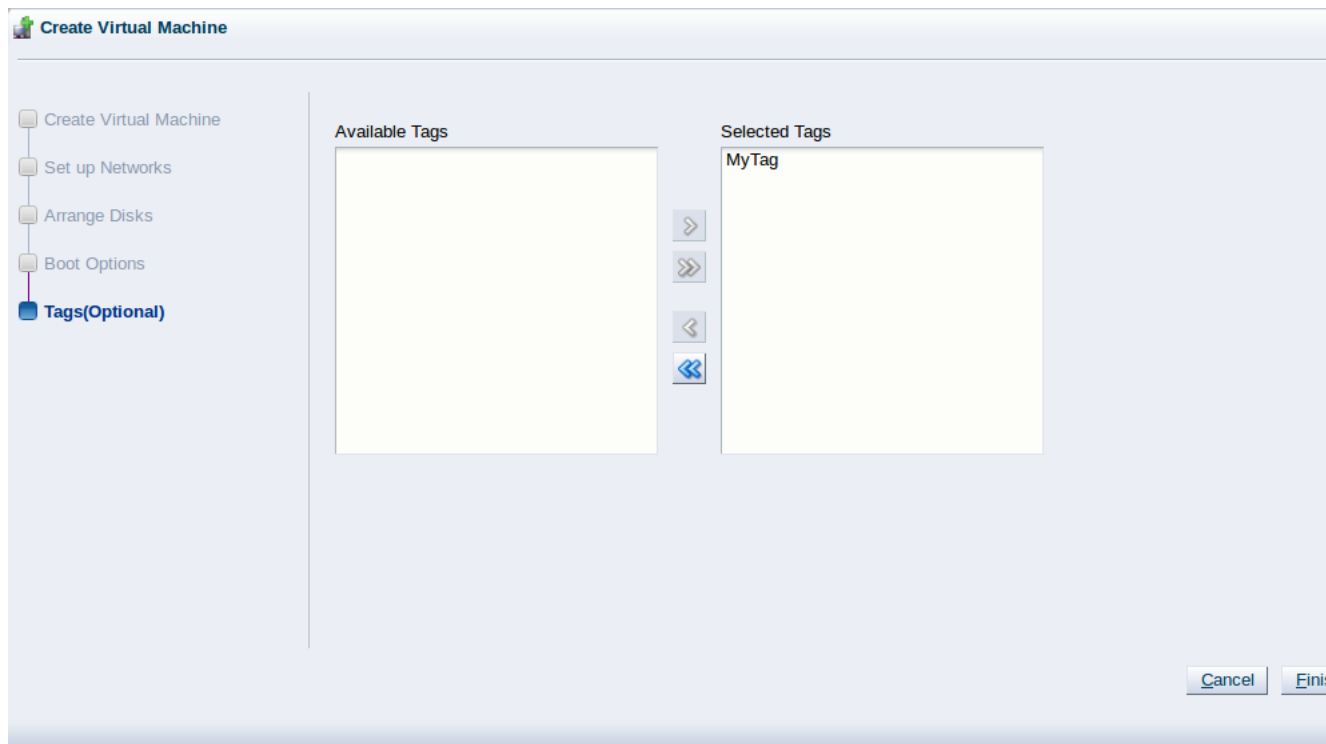 Create Virtual Machine
Create Virtual Machine
Set up Networks
Arrange Disks
Boot Options
Tags(Optional)
Available Tags
Selected Tags
MyTag
Cancel